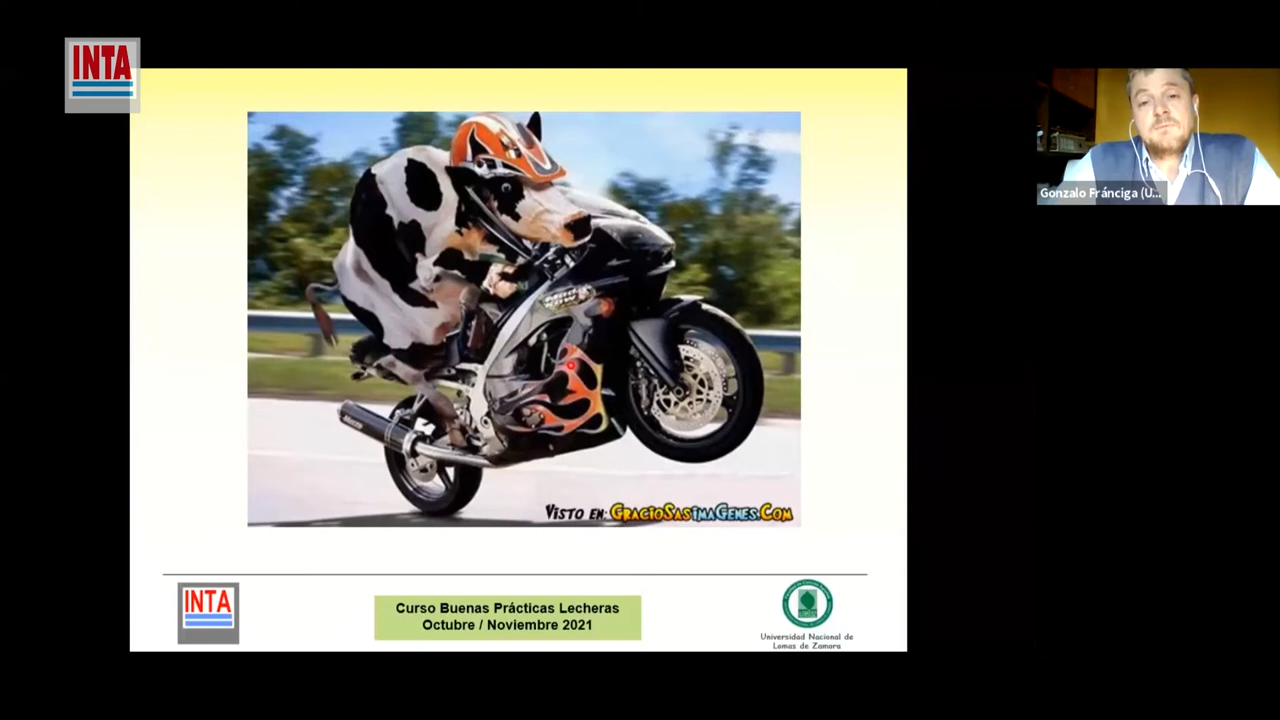 INTA
Gonzalo Fránciga (U...
VISTO EN: GRACIOSASIMAGENES.COM
INTA
Curso Buenas Prácticas Lecheras
Octubre / Noviembre 2021
Universidad Nacional de
Lomas de Zamora